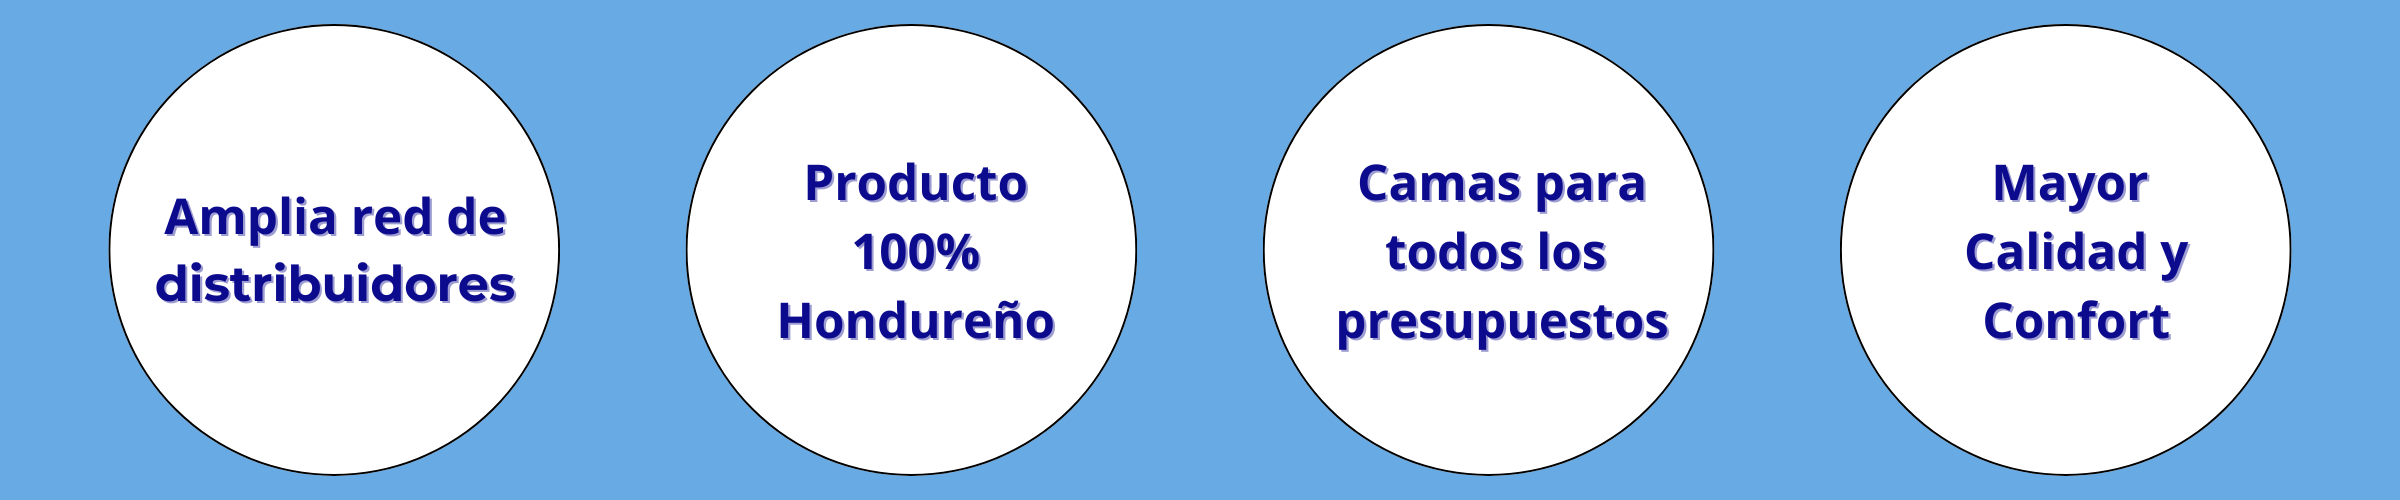 Amplia red de
distribuidores
Producto
100%
Hondureño
Camas para
todos los
presupuestos
Mayor
Calidad y
Confort